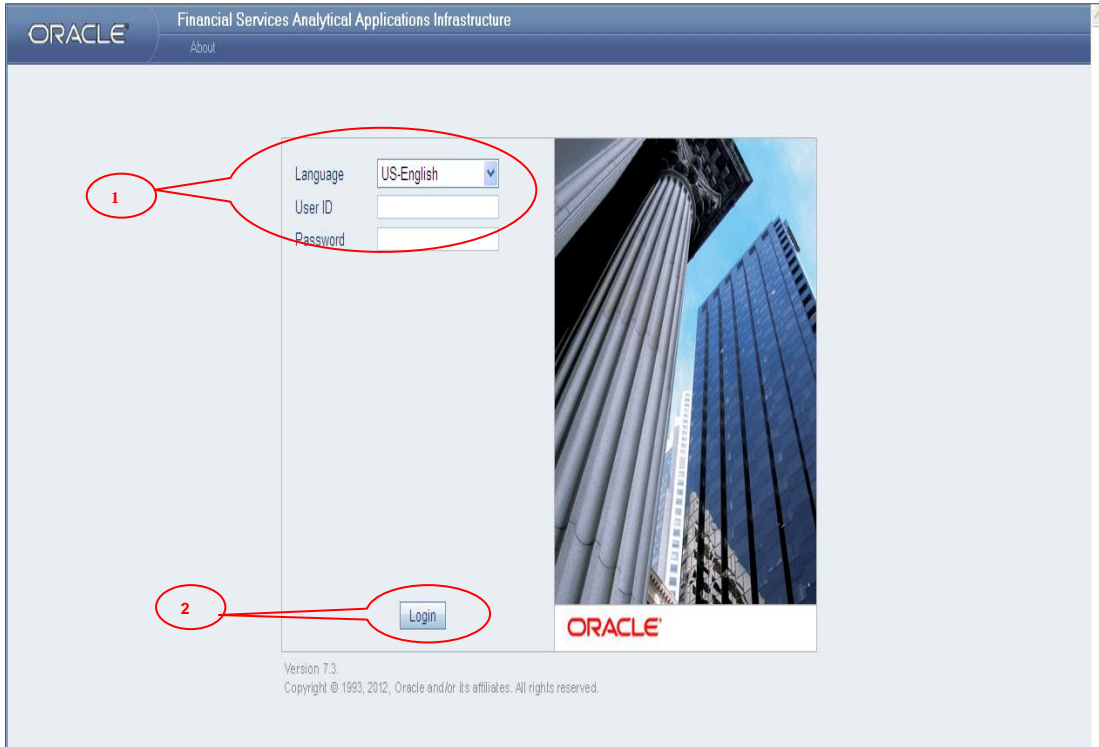 ORACLE
Financial Services Analytical Applications Infrastructure
About
1
Language US-English
User ID
Password
2
Login
ORACLE
Version 7.3.
Copyright © 1993, 2012, Oracle and/or its affiliates. All rights reserved.